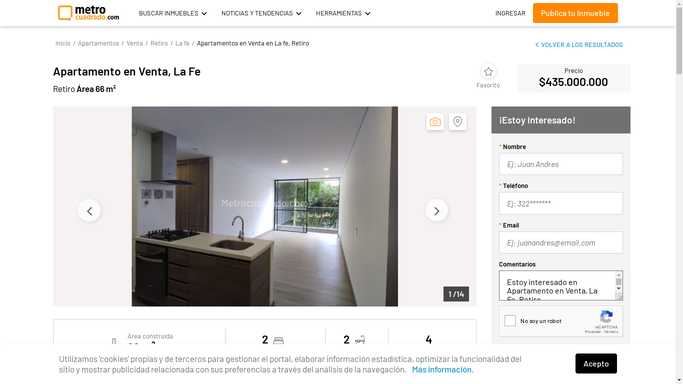 metro
cuadrado.com
BUSCAR INMUEBLES
NOTICIAS Y TENDENCIAS
HERRAMIENTAS
INGRESAR
Publica tu Inmueble
Inicio / Apartamentos / Venta / Retiro / La fe / Apartamentos en Venta en La fe, Retiro
VOLVER A LOS RESULTADOS
Apartamento en Venta, La Fe
Retiro Área 66 m²
Favorito
Precio
$435.000.000
Metrocuadrado.com
1 /14
¡Estoy Interesado!
* Nombre
Ej: Juan Andres
* Teléfono
Ej: 322*******
* Email
Ej: juanandres@email.com
Comentarios
Estoy interesado en
Apartamento en Venta, La
Fe, Retiro
No soy un robot
reCAPTCHA
Privacidad - Términos
Área construida
2
2
4
Utilizamos 'cookies' propias y de terceros para gestionar el portal, elaborar información estadística, optimizar la funcionalidad del
sitio y mostrar publicidad relacionada con sus preferencias a través del análisis de la navegación. Más información.
Acepto